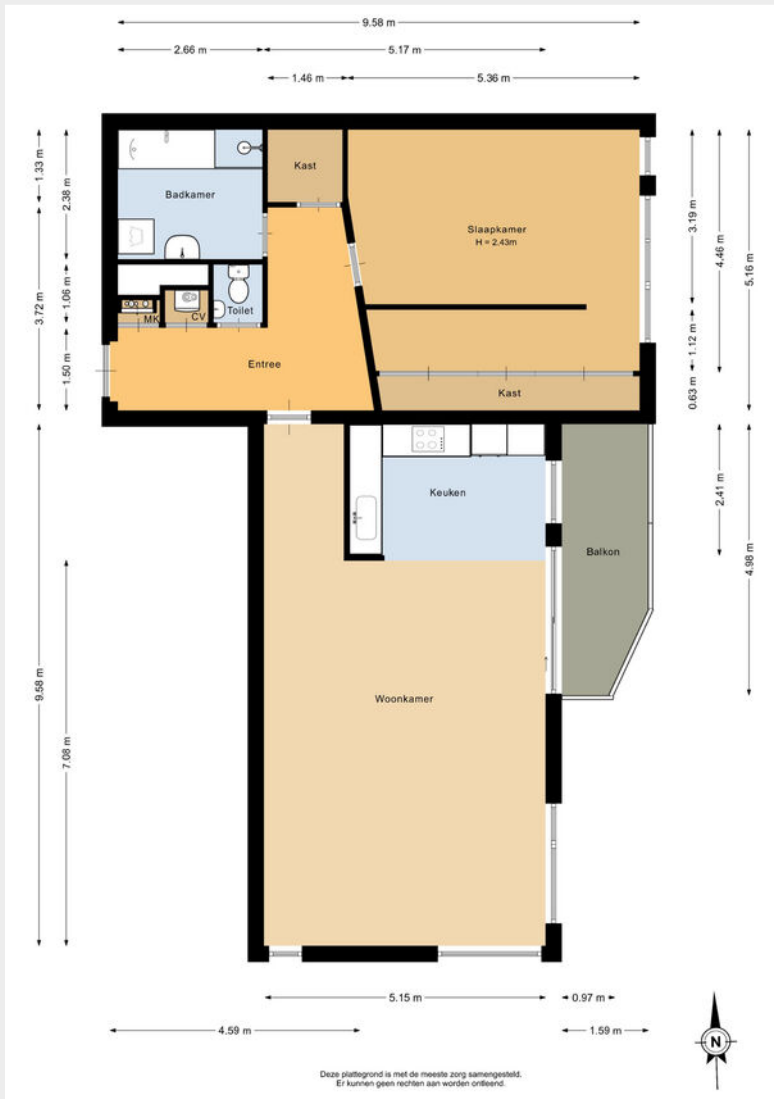 9.58 m
2.66 m
5.17 m
1.46 m
5.36 m
1.33 m
2.38 m
3.72 m
1.06 m
1.50 m
3.19 m
4.46 m
5.16 m
1.12 m
0.63 m
Kast
Badkamer
Slaapkamer
H = 2.43m
MK
CV
Toilet
Entree
Kast
Keuken
Balkon
2.41 m
4.98 m
9.58 m
7.08 m
Woonkamer
5.15 m
0.97 m
4.59 m
1.59 m
N
Deze plattegrond is met de meeste zorg samengesteld.
Er kunnen geen rechten aan worden ontleend.